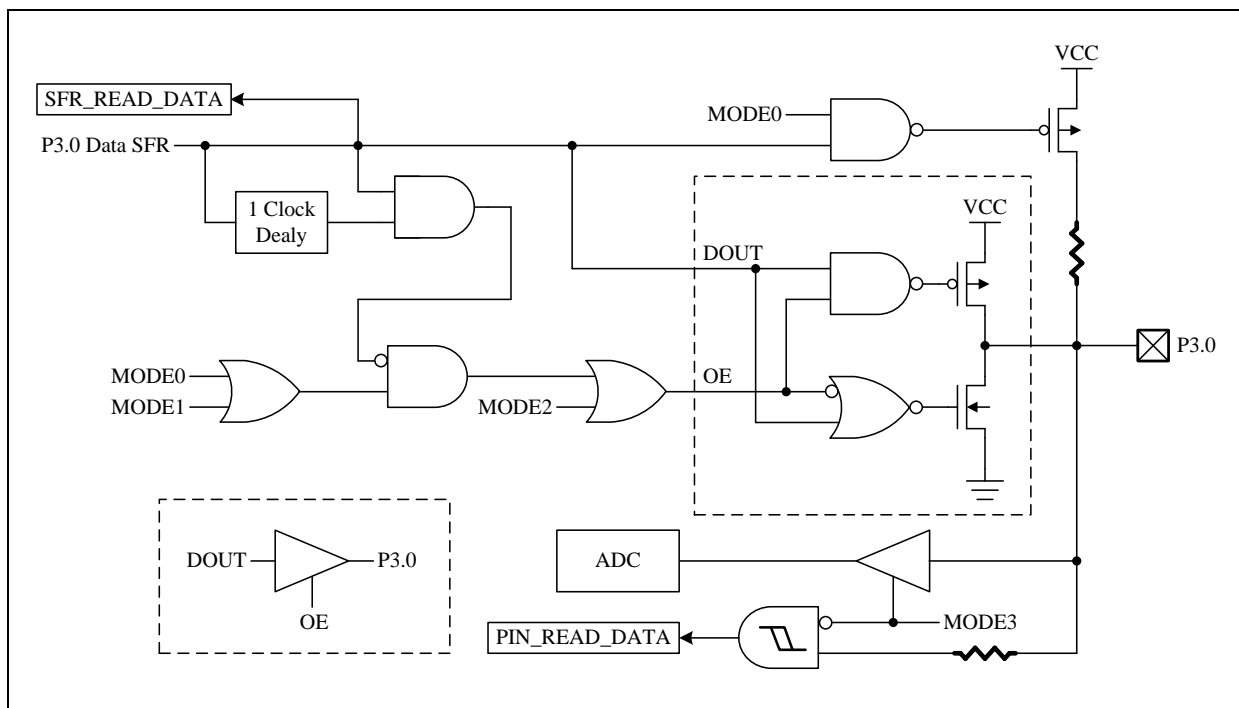 VCC
SFR_READ_DATA
MODE0
P3.0 Data SFR
1 Clock
Dealy
VCC
DOUT
P3.0
MODE0
OE
MODE1
MODE2
DOUT
P3.0
OE
ADC
MODE3
PIN_READ_DATA